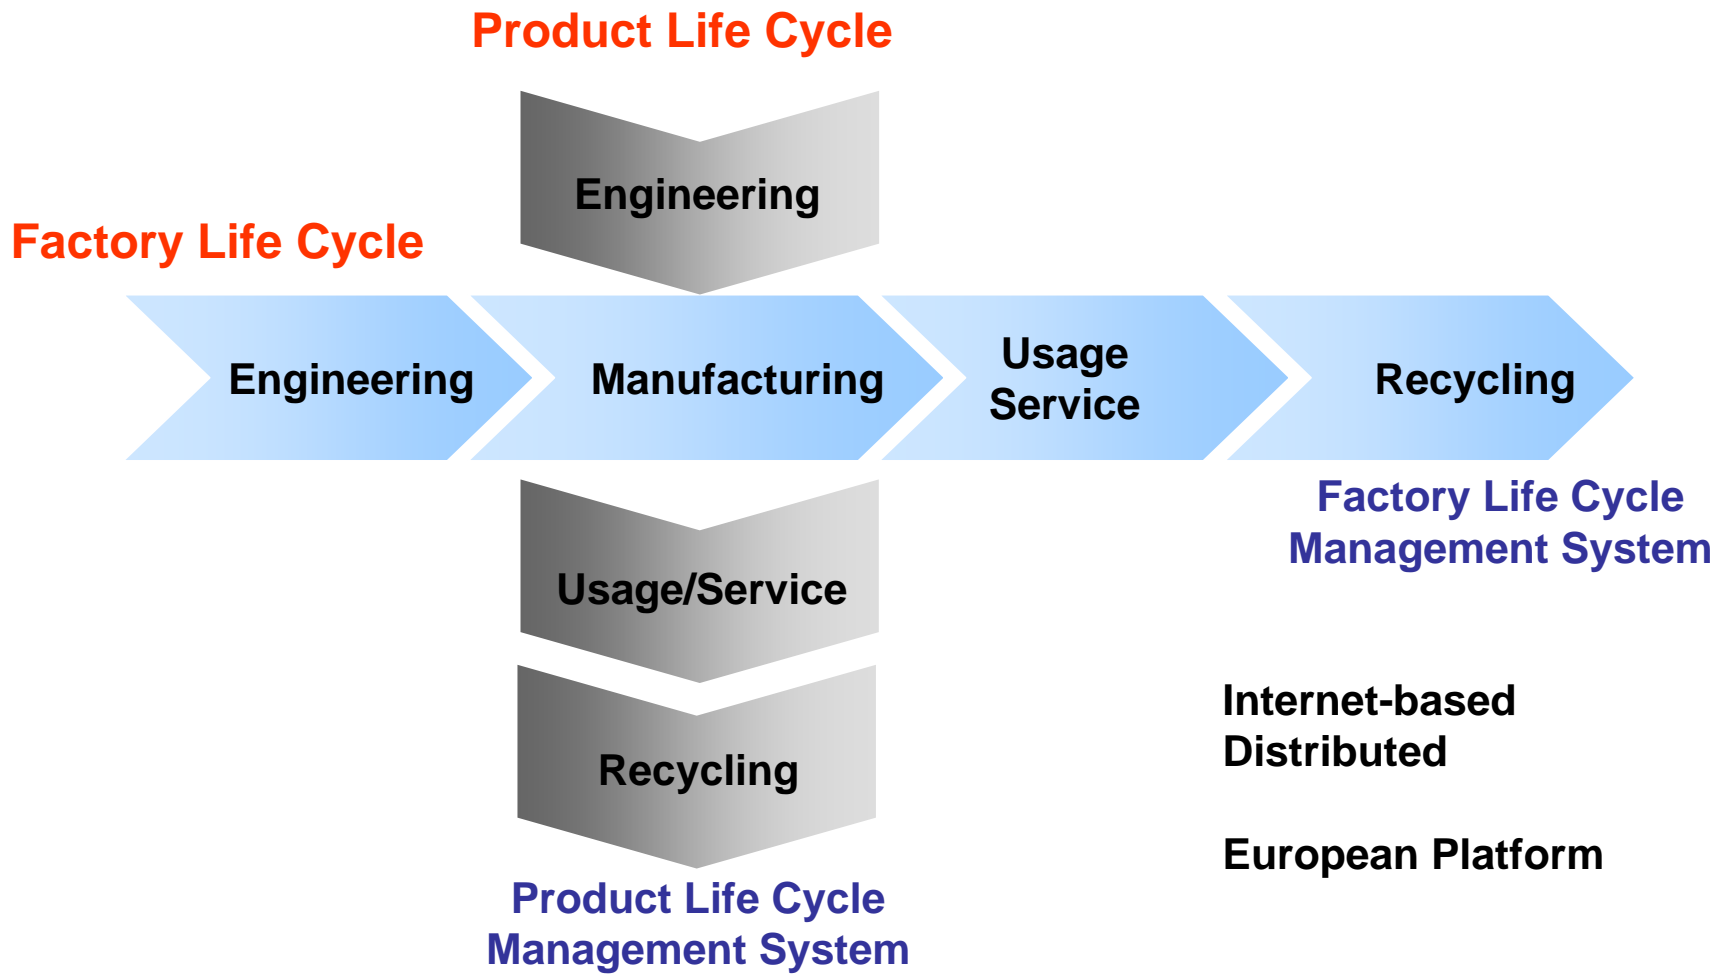 Product Life Cycle
Engineering
Factory Life Cycle
Engineering
Manufacturing
Usage
Service
Recycling
Factory Life Cycle
Management System
Usage/Service
Internet-based
Distributed
Recycling
European Platform
Product Life Cycle
Management System